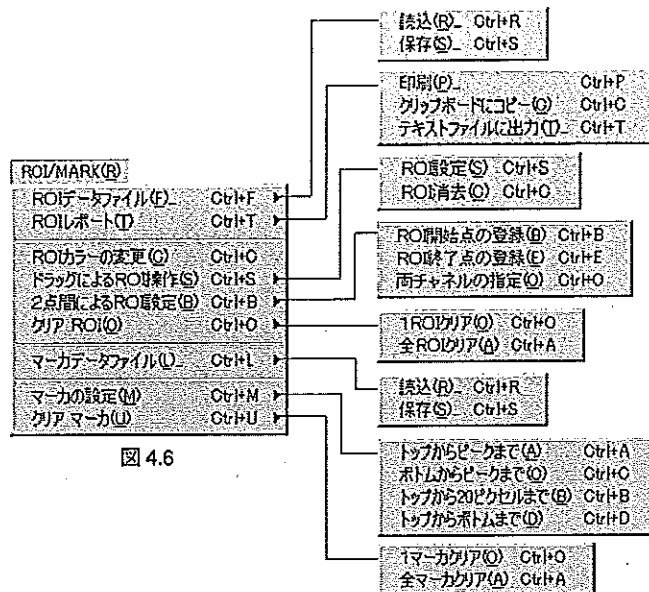 ROI/MARK(R)
ROIデータファイル(F)... Ctrl+F
ROIレポート(T) Ctrl+T
ROIカラーの変更(C) Ctrl+C
ドラッグによるROI操作(S) Ctrl+S
2点間によるROI設定(B) Ctrl+B
クリア ROI(O) Ctrl+O
マーカデータファイル(L)... Ctrl+L
マーカの設定(M) Ctrl+M
クリア マーカ(U) Ctrl+U
図 4.6
読込(R)... Ctrl+R
保存(S)... Ctrl+S
印刷(P)... Ctrl+P
クリップボードにコピー(C) Ctrl+C
テキストファイルに出力(T)... Ctrl+T
ROI設定(S) Ctrl+S
ROI消去(C) Ctrl+C
ROI開始点の登録(B) Ctrl+B
ROI終了点の登録(E) Ctrl+E
両チャネルの指定(O) Ctrl+O
1ROIクリア(O) Ctrl+O
全ROIクリア(A) Ctrl+A
読込(R)... Ctrl+R
保存(S)... Ctrl+S
トップからピークまで(A) Ctrl+A
ボトムからピークまで(C) Ctrl+C
トップから20ピクセルまで(B) Ctrl+B
トップからボトムまで(D) Ctrl+D
1マーカクリア(O) Ctrl+O
全マーカクリア(A) Ctrl+A